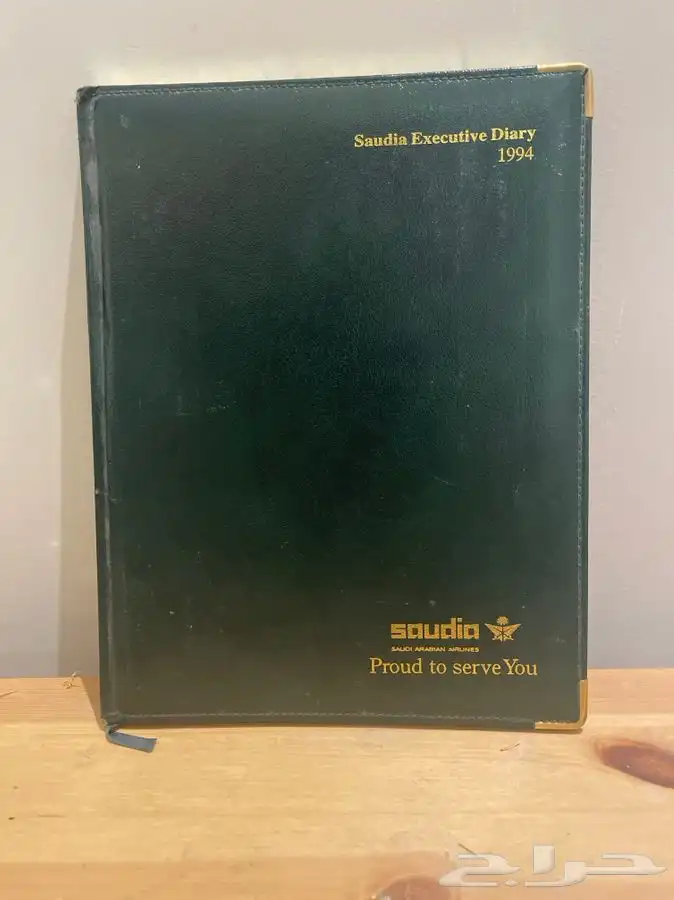 Saudia Executive Diary
1994
saudia
SAUDI ARABIAN AIRLINES
Proud to serve You
حراج